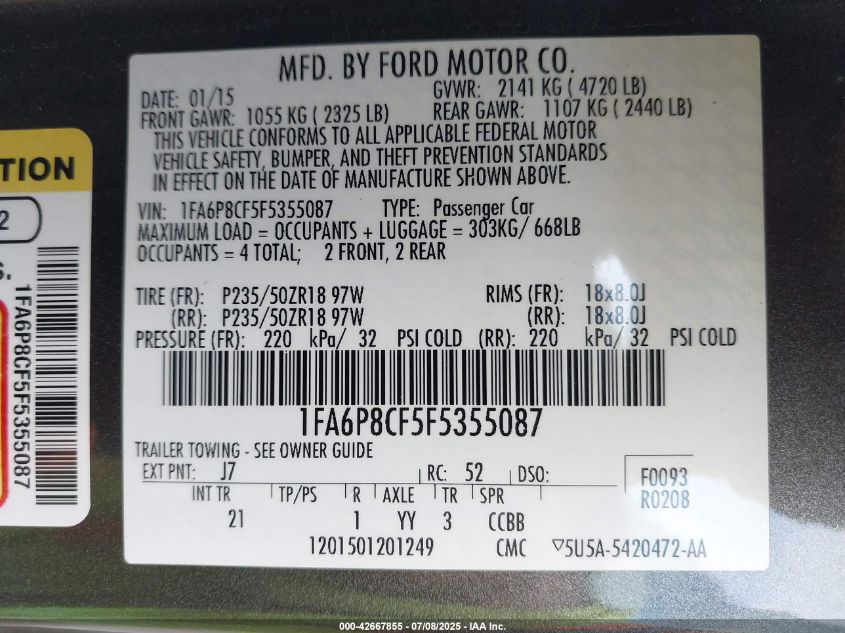 MFD. BY FORD MOTOR CO.
DATE: 01/15 GVWR: 2141 KG ( 4720 LB)
FRONT GAWR: 1055 KG ( 2325 LB) REAR GAWR: 1107 KG ( 2440 LB)
THIS VEHICLE CONFORMS TO ALL APPLICABLE FEDERAL MOTOR
VEHICLE SAFETY, BUMPER, AND THEFT PREVENTION STANDARDS
IN EFFECT ON THE DATE OF MANUFACTURE SHOWN ABOVE.
VIN: 1FA6P8CF5F5355087 TYPE: Passenger Car
MAXIMUM LOAD = OCCUPANTS + LUGGAGE = 303KG/ 668LB
OCCUPANTS = 4 TOTAL; 2 FRONT, 2 REAR
TIRE (FR): P235/50ZR18 97W RIMS (FR): 18x8.0J
(RR): P235/50ZR18 97W (RR): 18x8.0J
PRESSURE (FR): 220 kPa/ 32 PSI COLD (RR): 220 kPa/ 32 PSI COLD
1FA6P8CF5F5355087
TRAILER TOWING - SEE OWNER GUIDE
EXT PNT: J7 RC: 52 DSO: F0093
INT TR TP/PS R AXLE TR SPR R0208
21 1 YY 3 CCBB
1201501201249 CMC ▽5U5A-5420472-AA
TION
2
S.
1FA6P8CF5F5355087
000-42667855 - 07/08/2025 - IAA Inc.